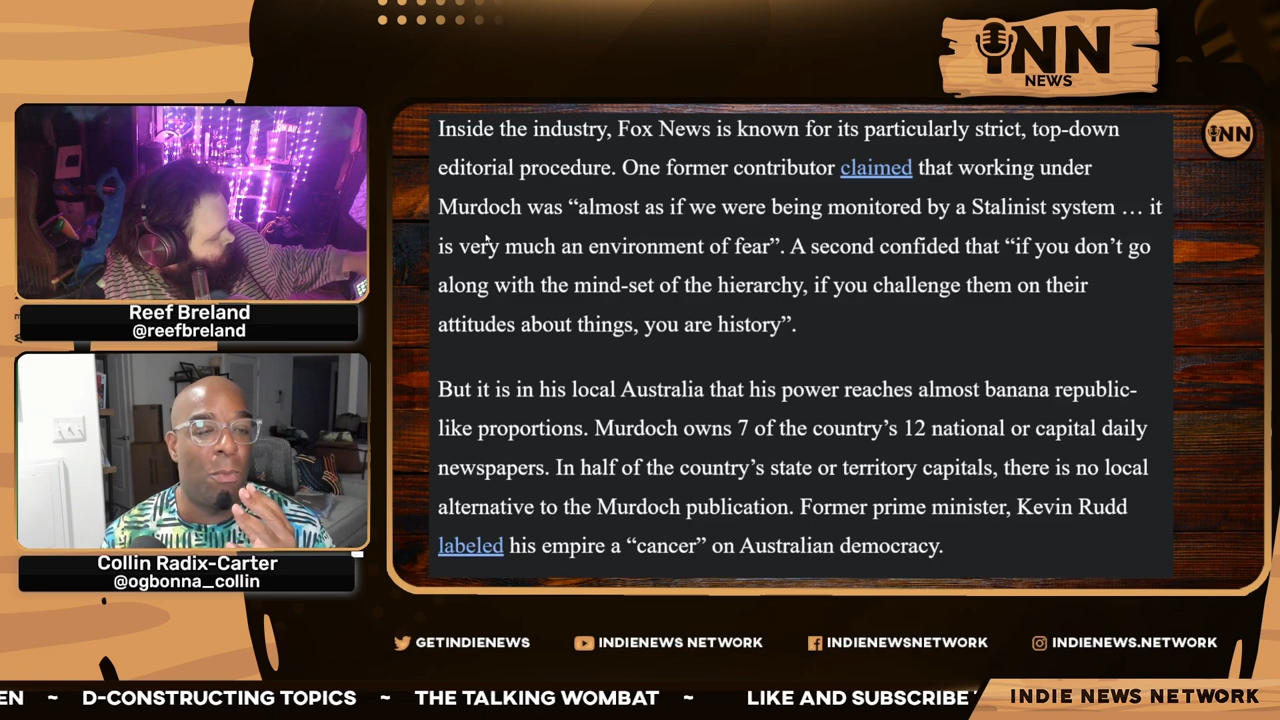 INN
NEWS
INN
Inside the industry, Fox News is known for its particularly strict, top-down
editorial procedure. One former contributor claimed that working under
Murdoch was “almost as if we were being monitored by a Stalinist system … it
is very much an environment of fear”. A second confided that “if you don’t go
along with the mind-set of the hierarchy, if you challenge them on their
attitudes about things, you are history”.
But it is in his local Australia that his power reaches almost banana republic-
like proportions. Murdoch owns 7 of the country’s 12 national or capital daily
newspapers. In half of the country’s state or territory capitals, there is no local
alternative to the Murdoch publication. Former prime minister, Kevin Rudd
labeled his empire a “cancer” on Australian democracy.
Reef Breland
@reefbreland
Collin Radix-Carter
@ogbonna_collin
GETINDIENEWS
INDIENEWS NETWORK
INDIENEWSNETWORK
INDIENEWS.NETWORK
EN ~ D-CONSTRUCTING TOPICS ~ THE TALKING WOMBAT ~ LIKE AND SUBSCRIBE
INDIE NEWS NETWORK